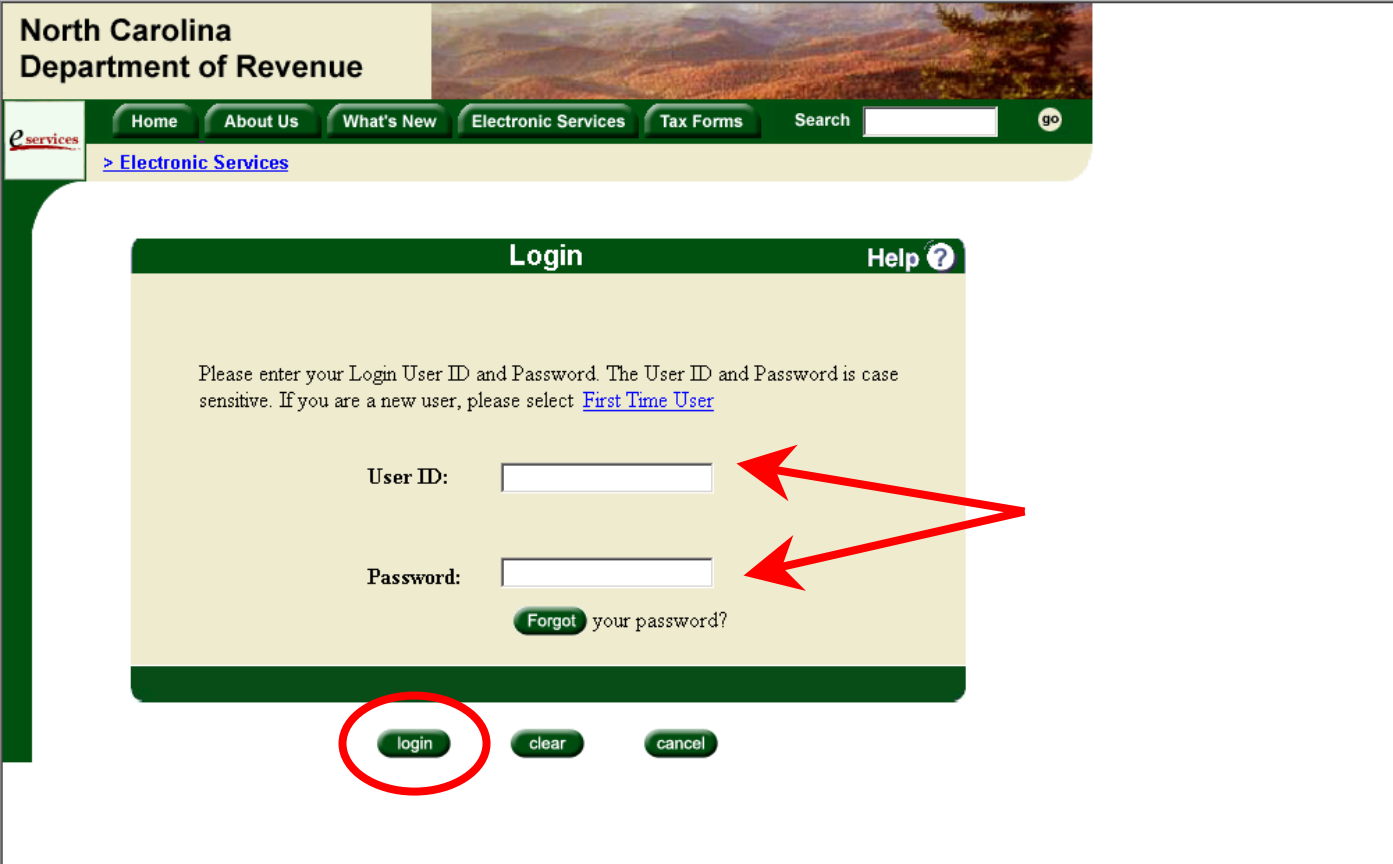 North Carolina
Department of Revenue
Home About Us What's New Electronic Services Tax Forms Search go
e services
> Electronic Services
Login Help ?
Please enter your Login User ID and Password. The User ID and Password is case
sensitive. If you are a new user, please select First Time User
User ID:
Password:
Forgot your password?
login clear cancel